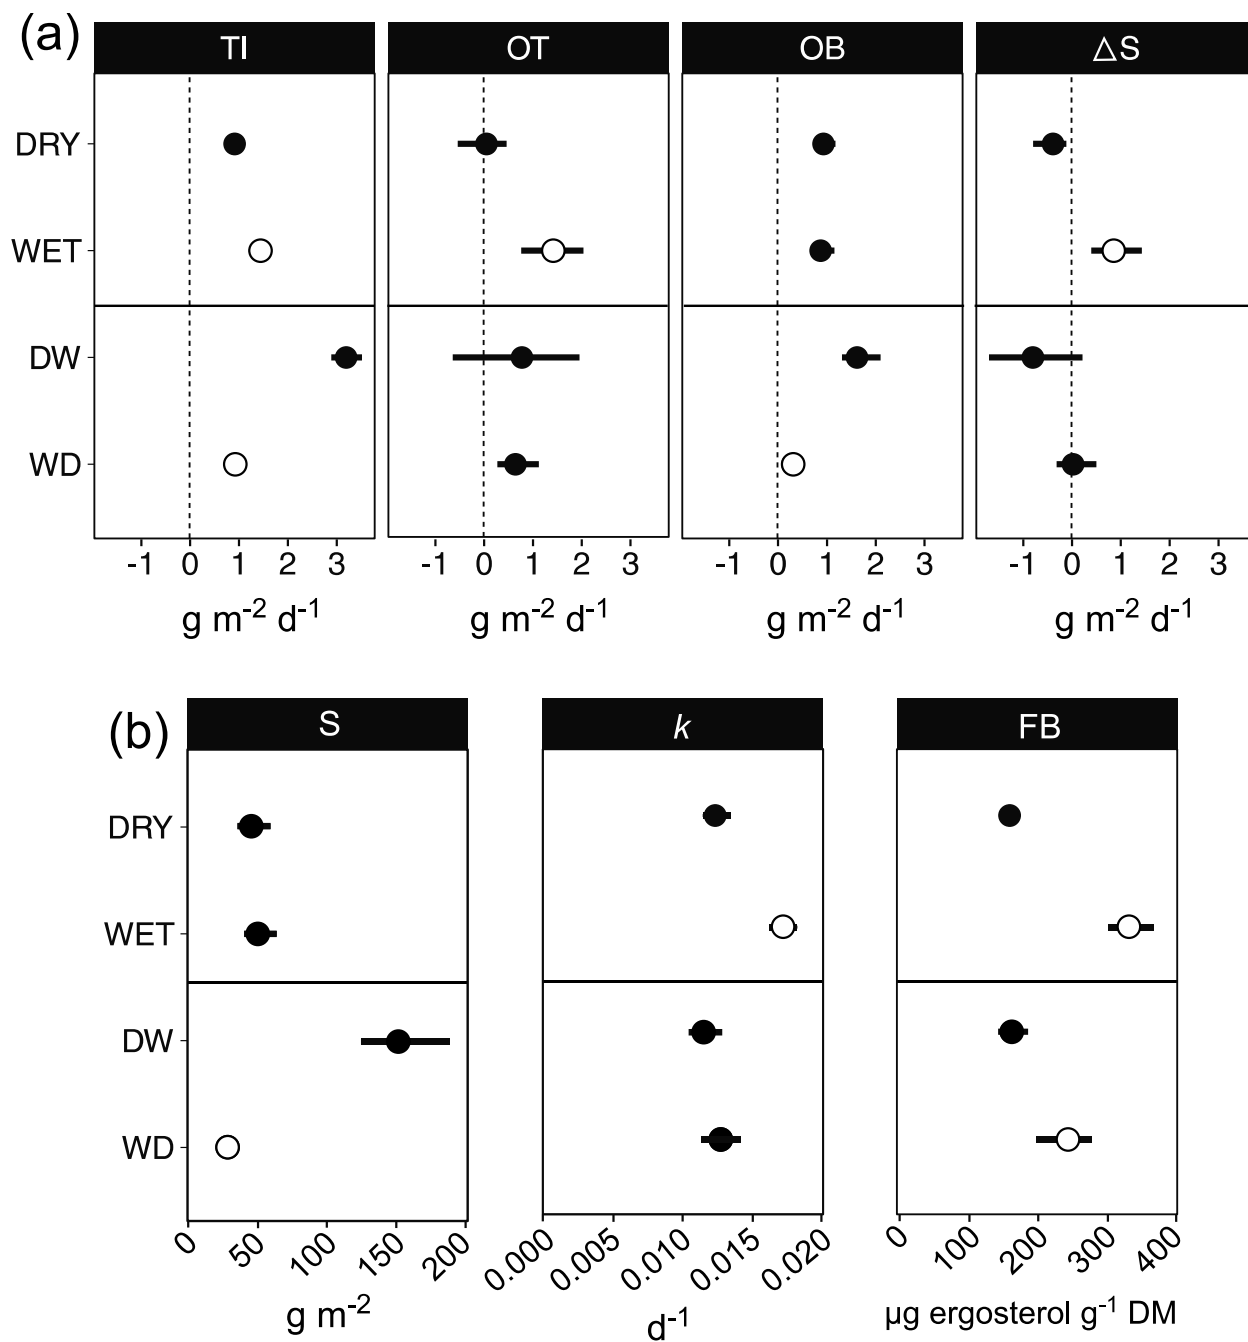 (a)
TI OT OB △S
DRY
WET
DW
WD
-1 0 1 2 3 -1 0 1 2 3 -1 0 1 2 3 -1 0 1 2 3
g m⁻² d⁻¹ g m⁻² d⁻¹ g m⁻² d⁻¹ g m⁻² d⁻¹
(b)
S k FB
DRY
WET
DW
WD
0 50 100 150 200 0.000 0.005 0.010 0.015 0.020 0 100 200 300 400
g m⁻² d⁻¹ µg ergosterol g⁻¹ DM